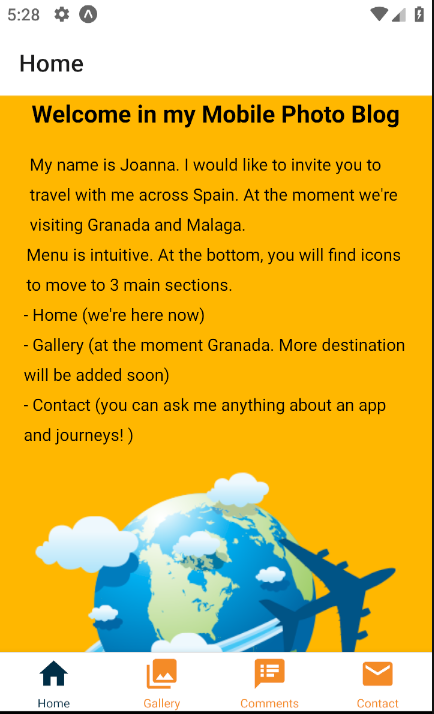 5:28
Home
Welcome in my Mobile Photo Blog
My name is Joanna. I would like to invite you to
travel with me across Spain. At the moment we're
visiting Granada and Malaga.
Menu is intuitive. At the bottom, you will find icons
to move to 3 main sections.
- Home (we're here now)
- Gallery (at the moment Granada. More destination
will be added soon)
- Contact (you can ask me anything about an app
and journeys! )
Home
Gallery
Comments
Contact